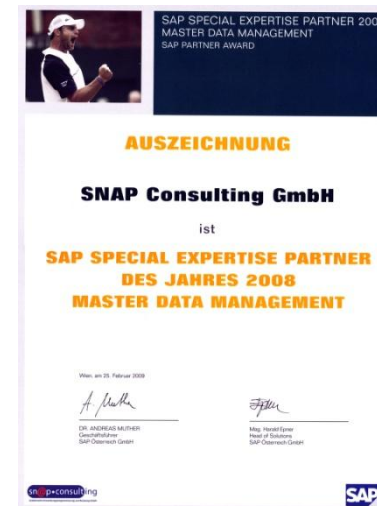 SAP SPECIAL EXPERTISE PARTNER 200
MASTER DATA MANAGEMENT
SAP PARTNER AWARD
AUSZEICHNUNG
SNAP Consulting GmbH
ist
SAP SPECIAL EXPERTISE PARTNER
DES JAHRES 2008
MASTER DATA MANAGEMENT
Wien, am 25. Februar 2009
DR. ANDREAS MUTHER
Geschäftsführer
SAP Österreich GmbH
Mag. Harald Epner
Head of Solutions
SAP Österreich GmbH
snap•consulting
SAP